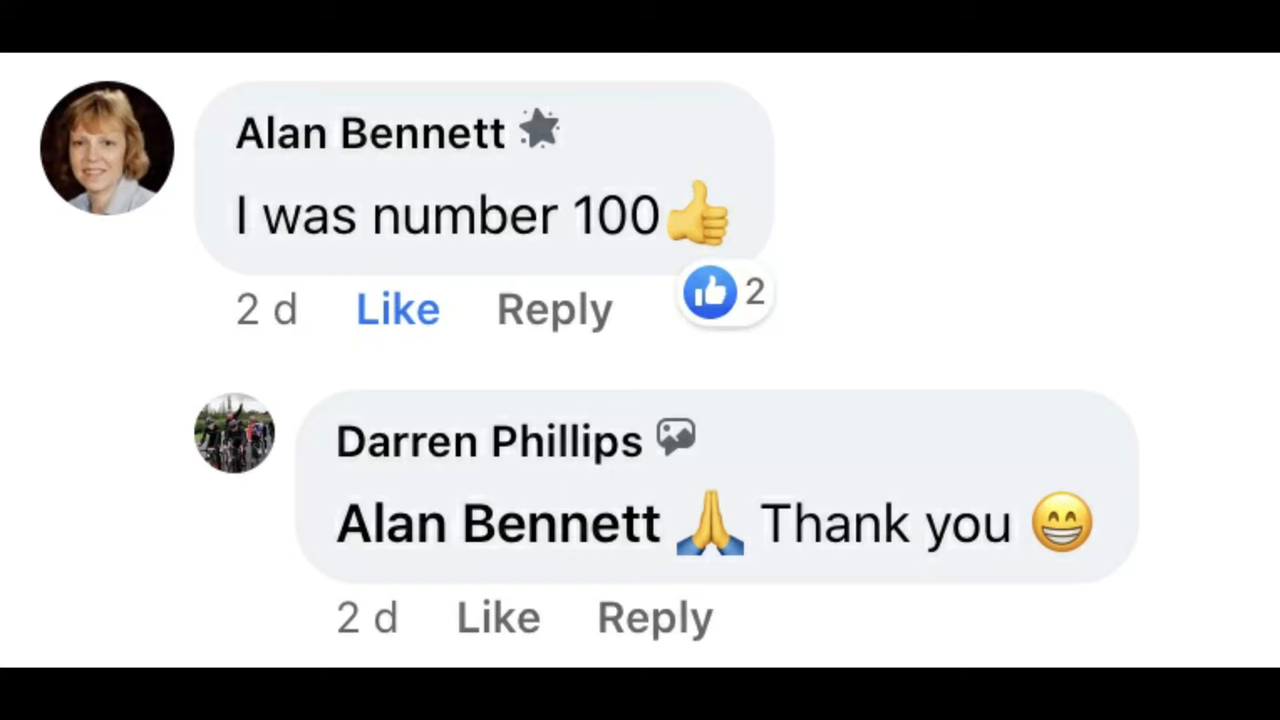 Alan Bennett
I was number 100👍
2 d Like Reply 2
Darren Phillips
Alan Bennett 🙏 Thank you 😁
2 d Like Reply